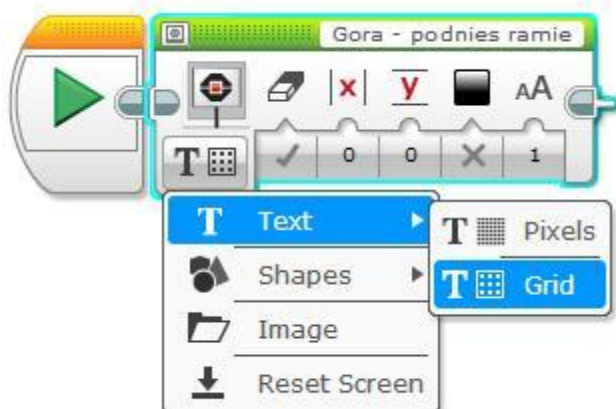 Gora - podnies ramie
x y AA
T 0 0 1
T Text T Pixels
Shapes T Grid
Image
Reset Screen